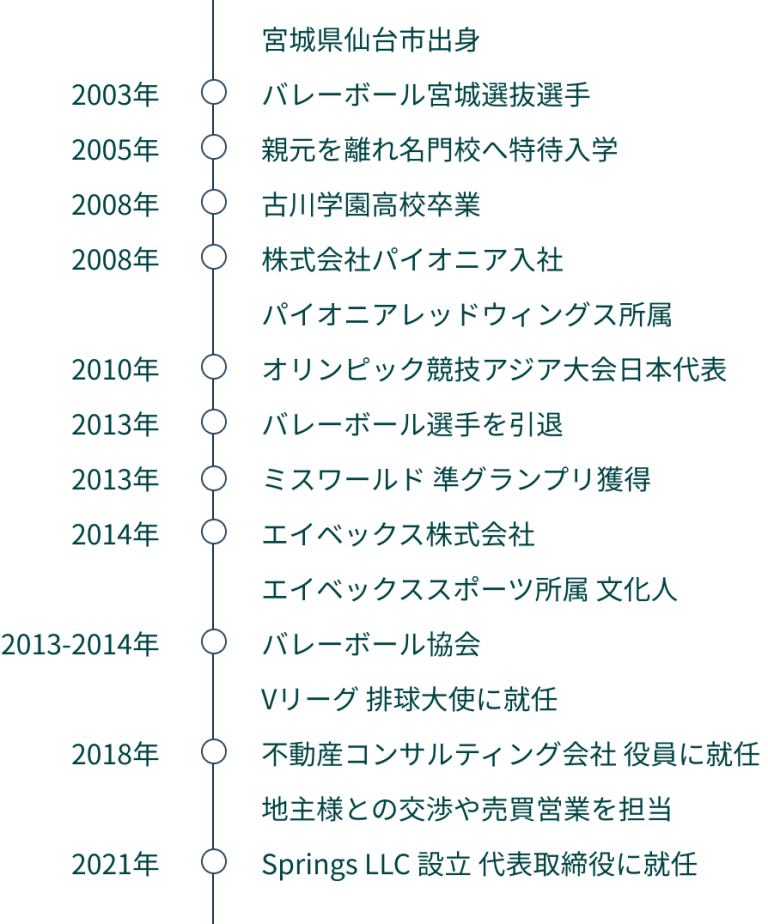 宮城県仙台市出身
2003年 バレーボール宮城選抜選手
2005年 親元を離れ名門校へ特待入学
2008年 古川学園高校卒業
2008年 株式会社パイオニア入社
パイオニアレッドウィングス所属
2010年 オリンピック競技アジア大会日本代表
2013年 バレーボール選手を引退
2013年 ミスワールド 準グランプリ獲得
2014年 エイベックス株式会社
エイベックススポーツ所属 文化人
2013-2014年 バレーボール協会
Vリーグ 排球大使に就任
2018年 不動産コンサルティング会社 役員に就任
地主様との交渉や売買営業を担当
2021年 Springs LLC 設立 代表取締役に就任